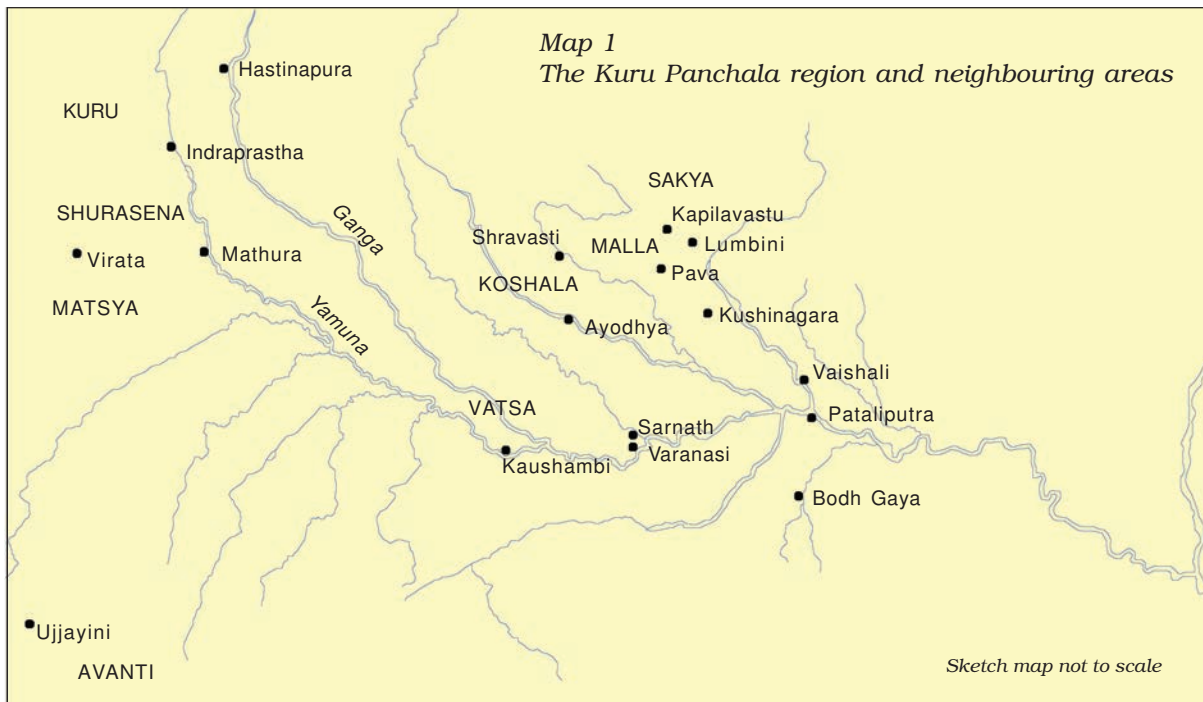 Map 1
The Kuru Panchala region and neighbouring areas
Hastinapura
KURU
Indraprastha
SAKYA
Kapilavastu
SHURASENA
Ganga
Shravasti
MALLA
Lumbini
Virata
Mathura
Pava
KOSHALA
MATSYA
Yamuna
Ayodhya
Kushinagara
Vaishali
VATSA
Pataliputra
Sarnath
Kaushambi
Varanasi
Bodh Gaya
Ujjayini
AVANTI
Sketch map not to scale